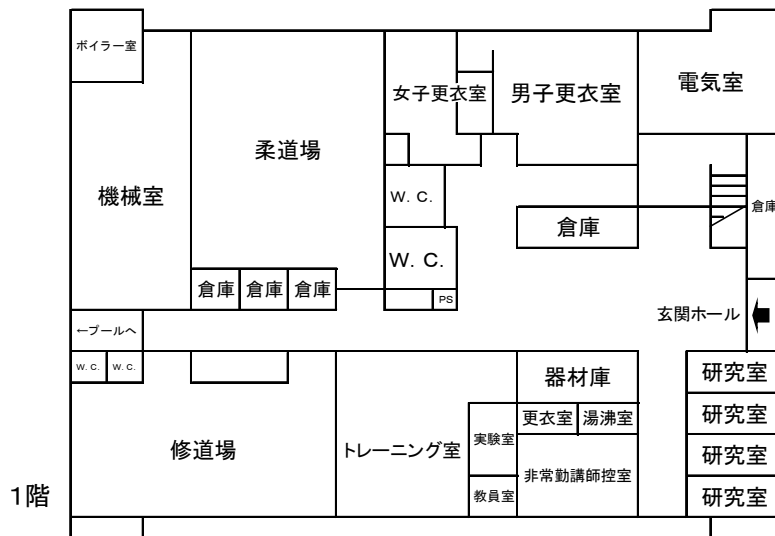 ボイラー室
女子更衣室
男子更衣室
電気室
柔道場
機械室
W. C.
倉庫
倉庫
W. C.
倉庫
倉庫
倉庫
PS
玄関ホール
←プールへ
W. C.
W. C.
器材庫
研究室
更衣室
湯沸室
研究室
実験室
修道場
トレーニング室
研究室
非常勤講師控室
教員室
研究室
1階